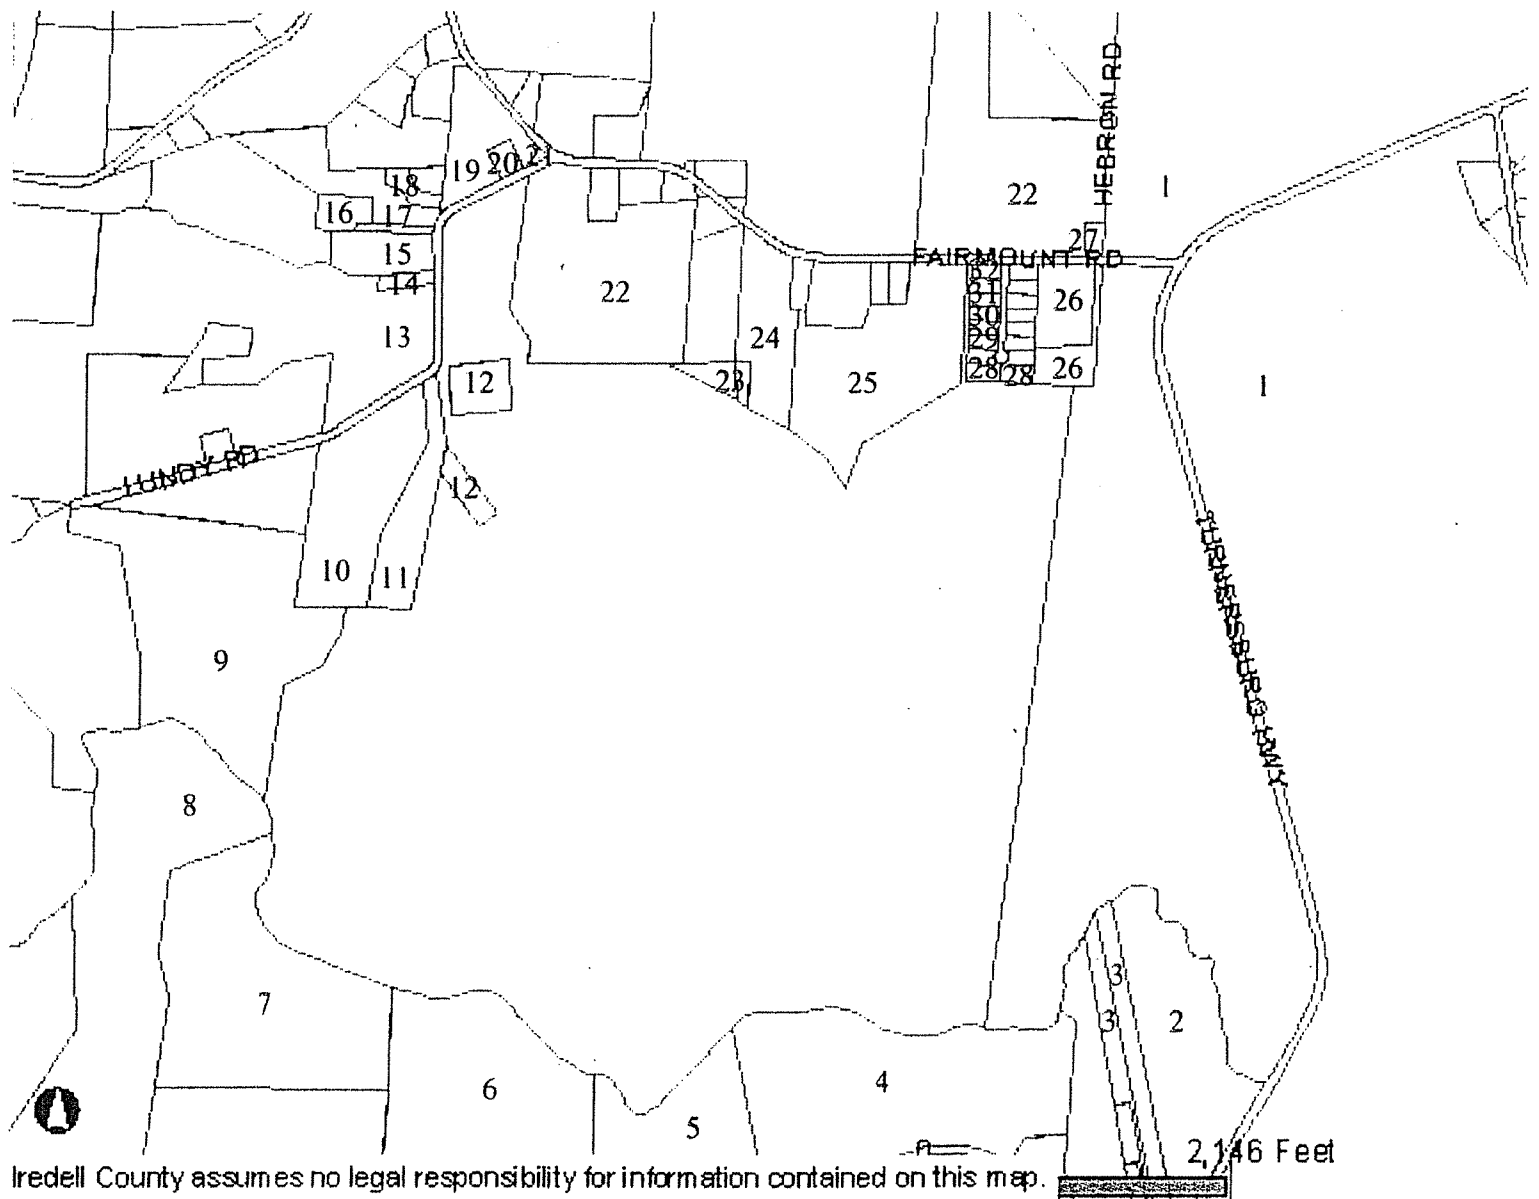 HEBRON RD
19 20 21
18
22 1
16 17
27
15
FAIRMOUNT RD
32
14
22 31 26
30
13 24 29
12 23 25 28 28 26 1
LUNDY RD
12
TURNERSBURG HWY
10 11
9
8
3
7 3 2
6 4
5
2,146 Feet
Iredell County assumes no legal responsibility for information contained on this map.